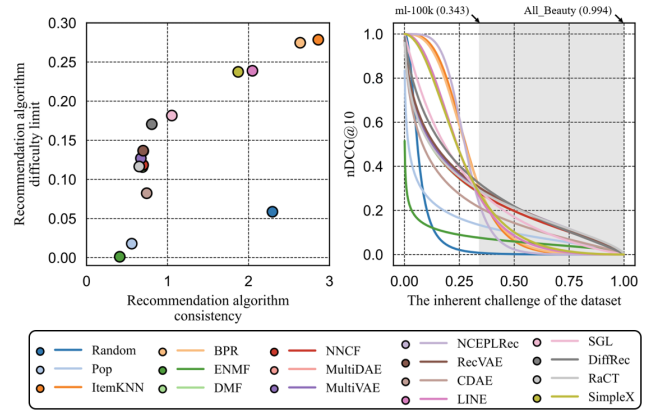 ml-100k (0.343)
All_Beauty (0.994)
Recommendation algorithm
difficulty limit
0.30
0.25
0.20
0.15
0.10
0.05
0.00
0
1
2
3
Recommendation algorithm
consistency
nDCG@10
1.0
0.8
0.6
0.4
0.2
0.0
0.00
0.25
0.50
0.75
1.00
The inherent challenge of the dataset
Random
Pop
ItemKNN
BPR
ENMF
DMF
NNCF
MultiDAE
MultiVAE
NCEPLRec
RecVAE
CDAE
LINE
SGL
DiffRec
RaCT
SimpleX